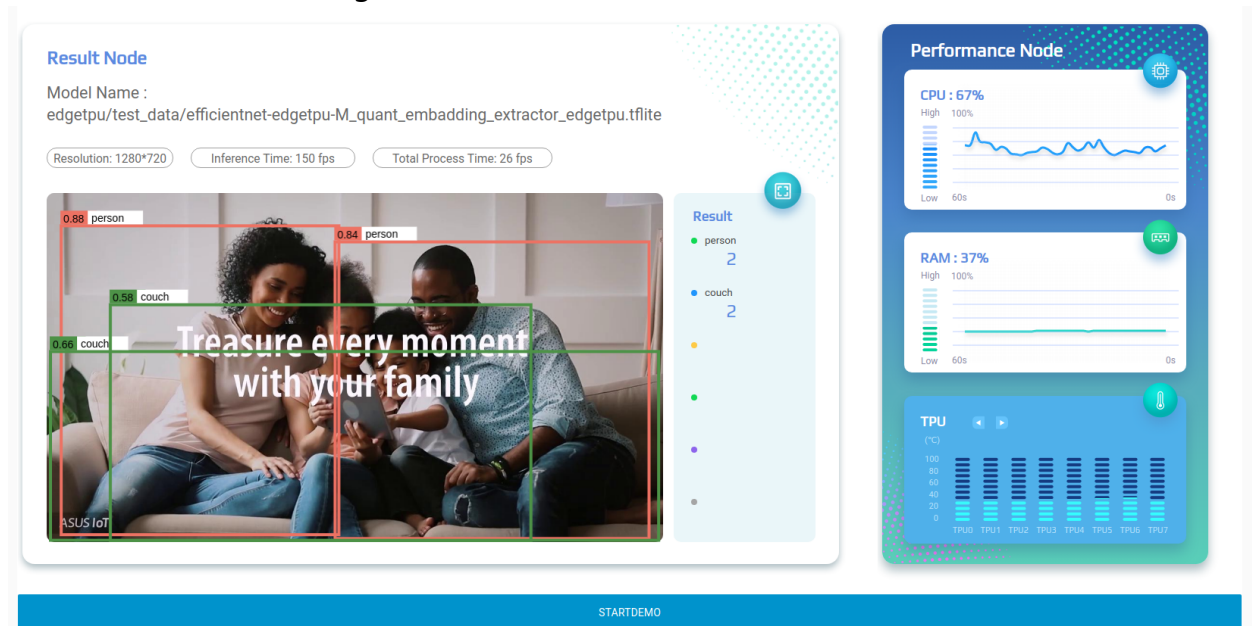 Result Node
Model Name :
edgetpu/test_data/efficientnet-edgetpu-M_quant_embadding_extractor_edgetpu.tflite
Resolution: 1280*720
Inference Time: 150 fps
Total Process Time: 26 fps
0.88 person
0.84 person
0.58 couch
0.66 couch
Treasure every moment
with your family
ASUS IoT
Result
person
2
couch
2
Performance Node
CPU : 67%
High 100%
Low 60s 0s
RAM : 37%
High 100%
Low 60s 0s
TPU
(°C)
100
80
60
40
20
0
TPU0 TPU1 TPU2 TPU3 TPU4 TPU5 TPU6 TPU7
STARTDEMO